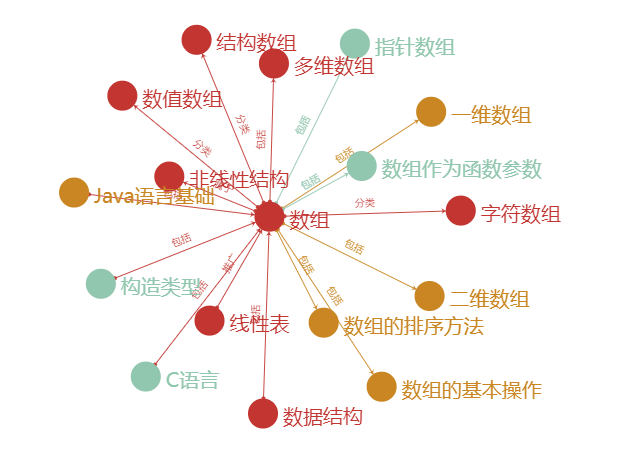 结构数组
指针数组
多维数组
数值数组
一维数组
分类
包括
包括
分类
包括
数组作为函数参数
非线性结构
包括
Java语言基础
数组
分类
字符数组
包括
包括
推广
包括
构造类型
包括
包括
二维数组
包括
线性表
数组的排序方法
C语言
数组的基本操作
数据结构